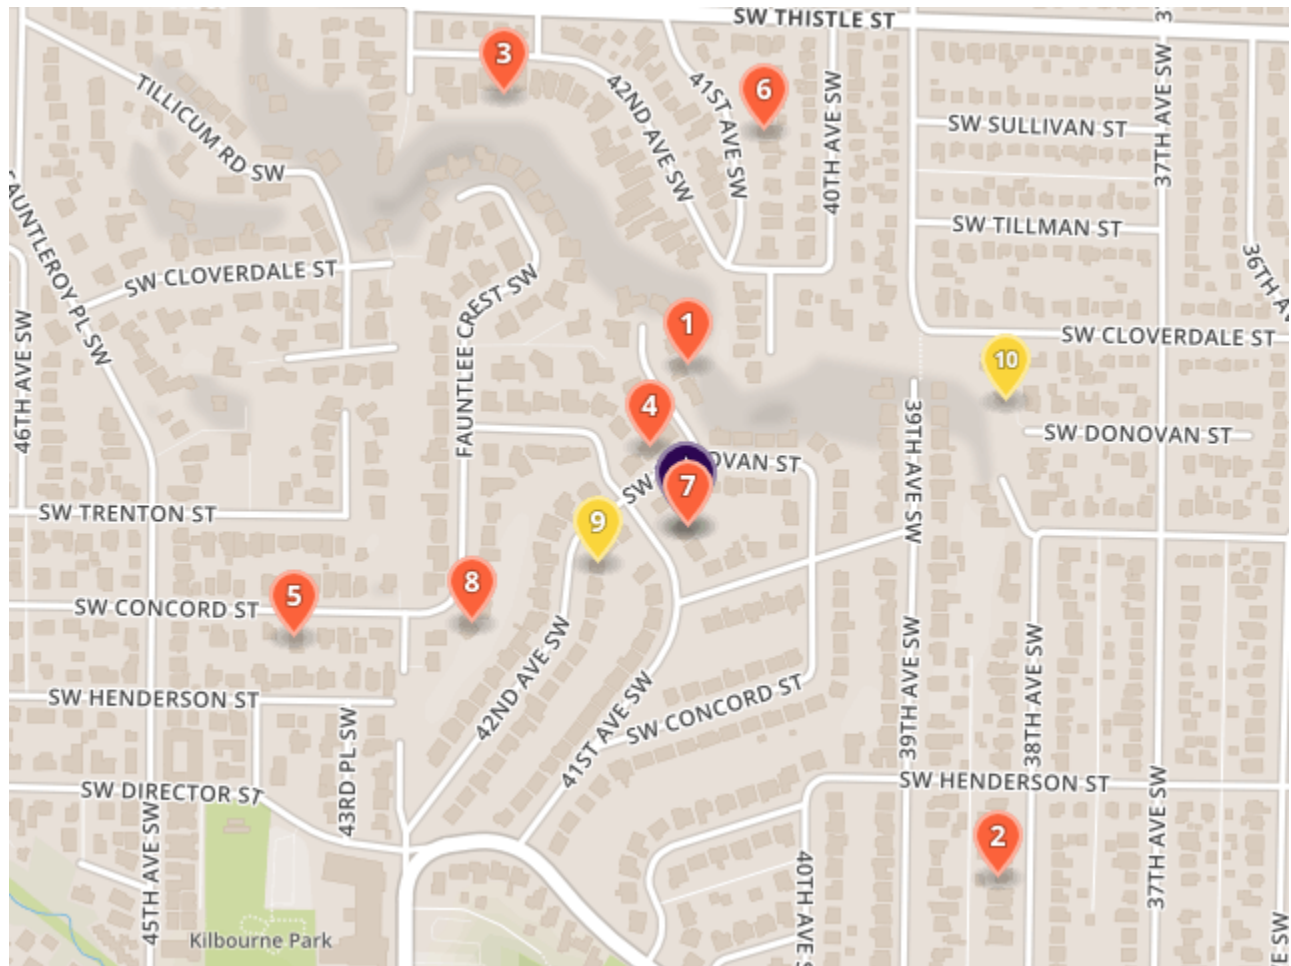 SW THISTLE ST
3
6
42ND AVE SW
41ST AVE SW
40TH AVE SW
37TH AVE SW
TILLICUM RD SW
SW SULLIVAN ST
SW TILLMAN ST
SW CLOVERDALE ST
FAUNTLEE CREST SW
46TH AVE SW
1
SW CLOVERDALE ST
10
4
39TH AVE SW
SW DONOVAN ST
SW
OVAN ST
7
9
SW TRENTON ST
5
8
SW CONCORD ST
SW HENDERSON ST
42ND AVE SW
41ST AVE SW
SW CONCORD ST
39TH AVE SW
38TH AVE SW
43RD PL SW
SW DIRECTOR ST
SW HENDERSON ST
2
45TH AVE SW
37TH AVE SW
40TH AVE S
Kilbourne Park
E SW
AUNTLEROY PL SW
36TH A